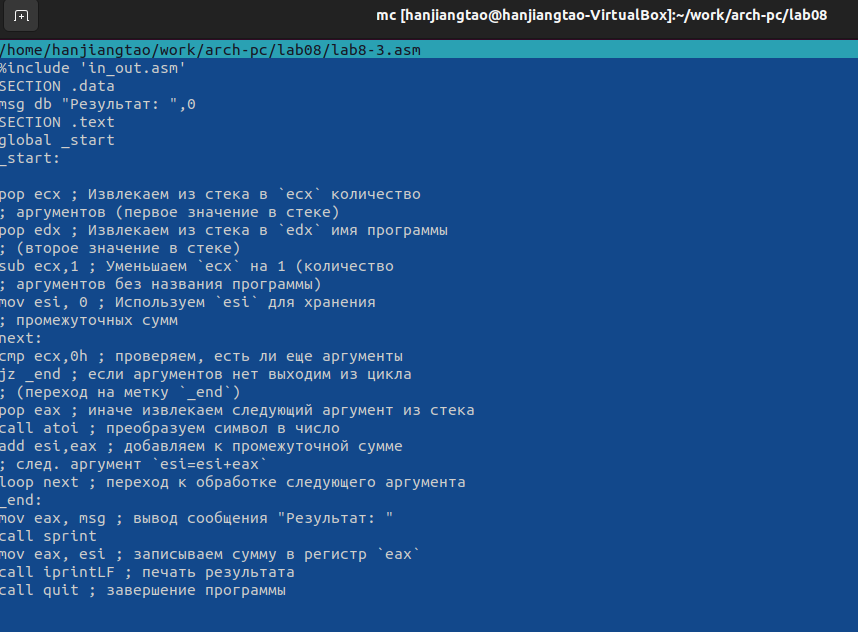 mc [hanjiangtao@hanjiangtao-VirtualBox]:~/work/arch-pc/lab08
/home/hanjiangtao/work/arch-pc/lab08/lab8-3.asm
%include 'in_out.asm'
SECTION .data
msg db "Результат: ",0
SECTION .text
global _start
_start:
pop ecx ; Извлекаем из стека в `ecx` количество
; аргументов (первое значение в стеке)
pop edx ; Извлекаем из стека в `edx` имя программы
; (второе значение в стеке)
sub ecx,1 ; Уменьшаем `ecx` на 1 (количество
; аргументов без названия программы)
mov esi, 0 ; Используем `esi` для хранения
; промежуточных сумм
next:
cmp ecx,0h ; проверяем, есть ли еще аргументы
jz _end ; если аргументов нет выходим из цикла
; (переход на метку `_end`)
pop eax ; иначе извлекаем следующий аргумент из стека
call atoi ; преобразуем символ в число
add esi,eax ; добавляем к промежуточной сумме
; след. аргумент `esi=esi+eax`
loop next ; переход к обработке следующего аргумента
_end:
mov eax, msg ; вывод сообщения "Результат: "
call sprint
mov eax, esi ; записываем сумму в регистр `eax`
call iprintLF ; печать результата
call quit ; завершение программы